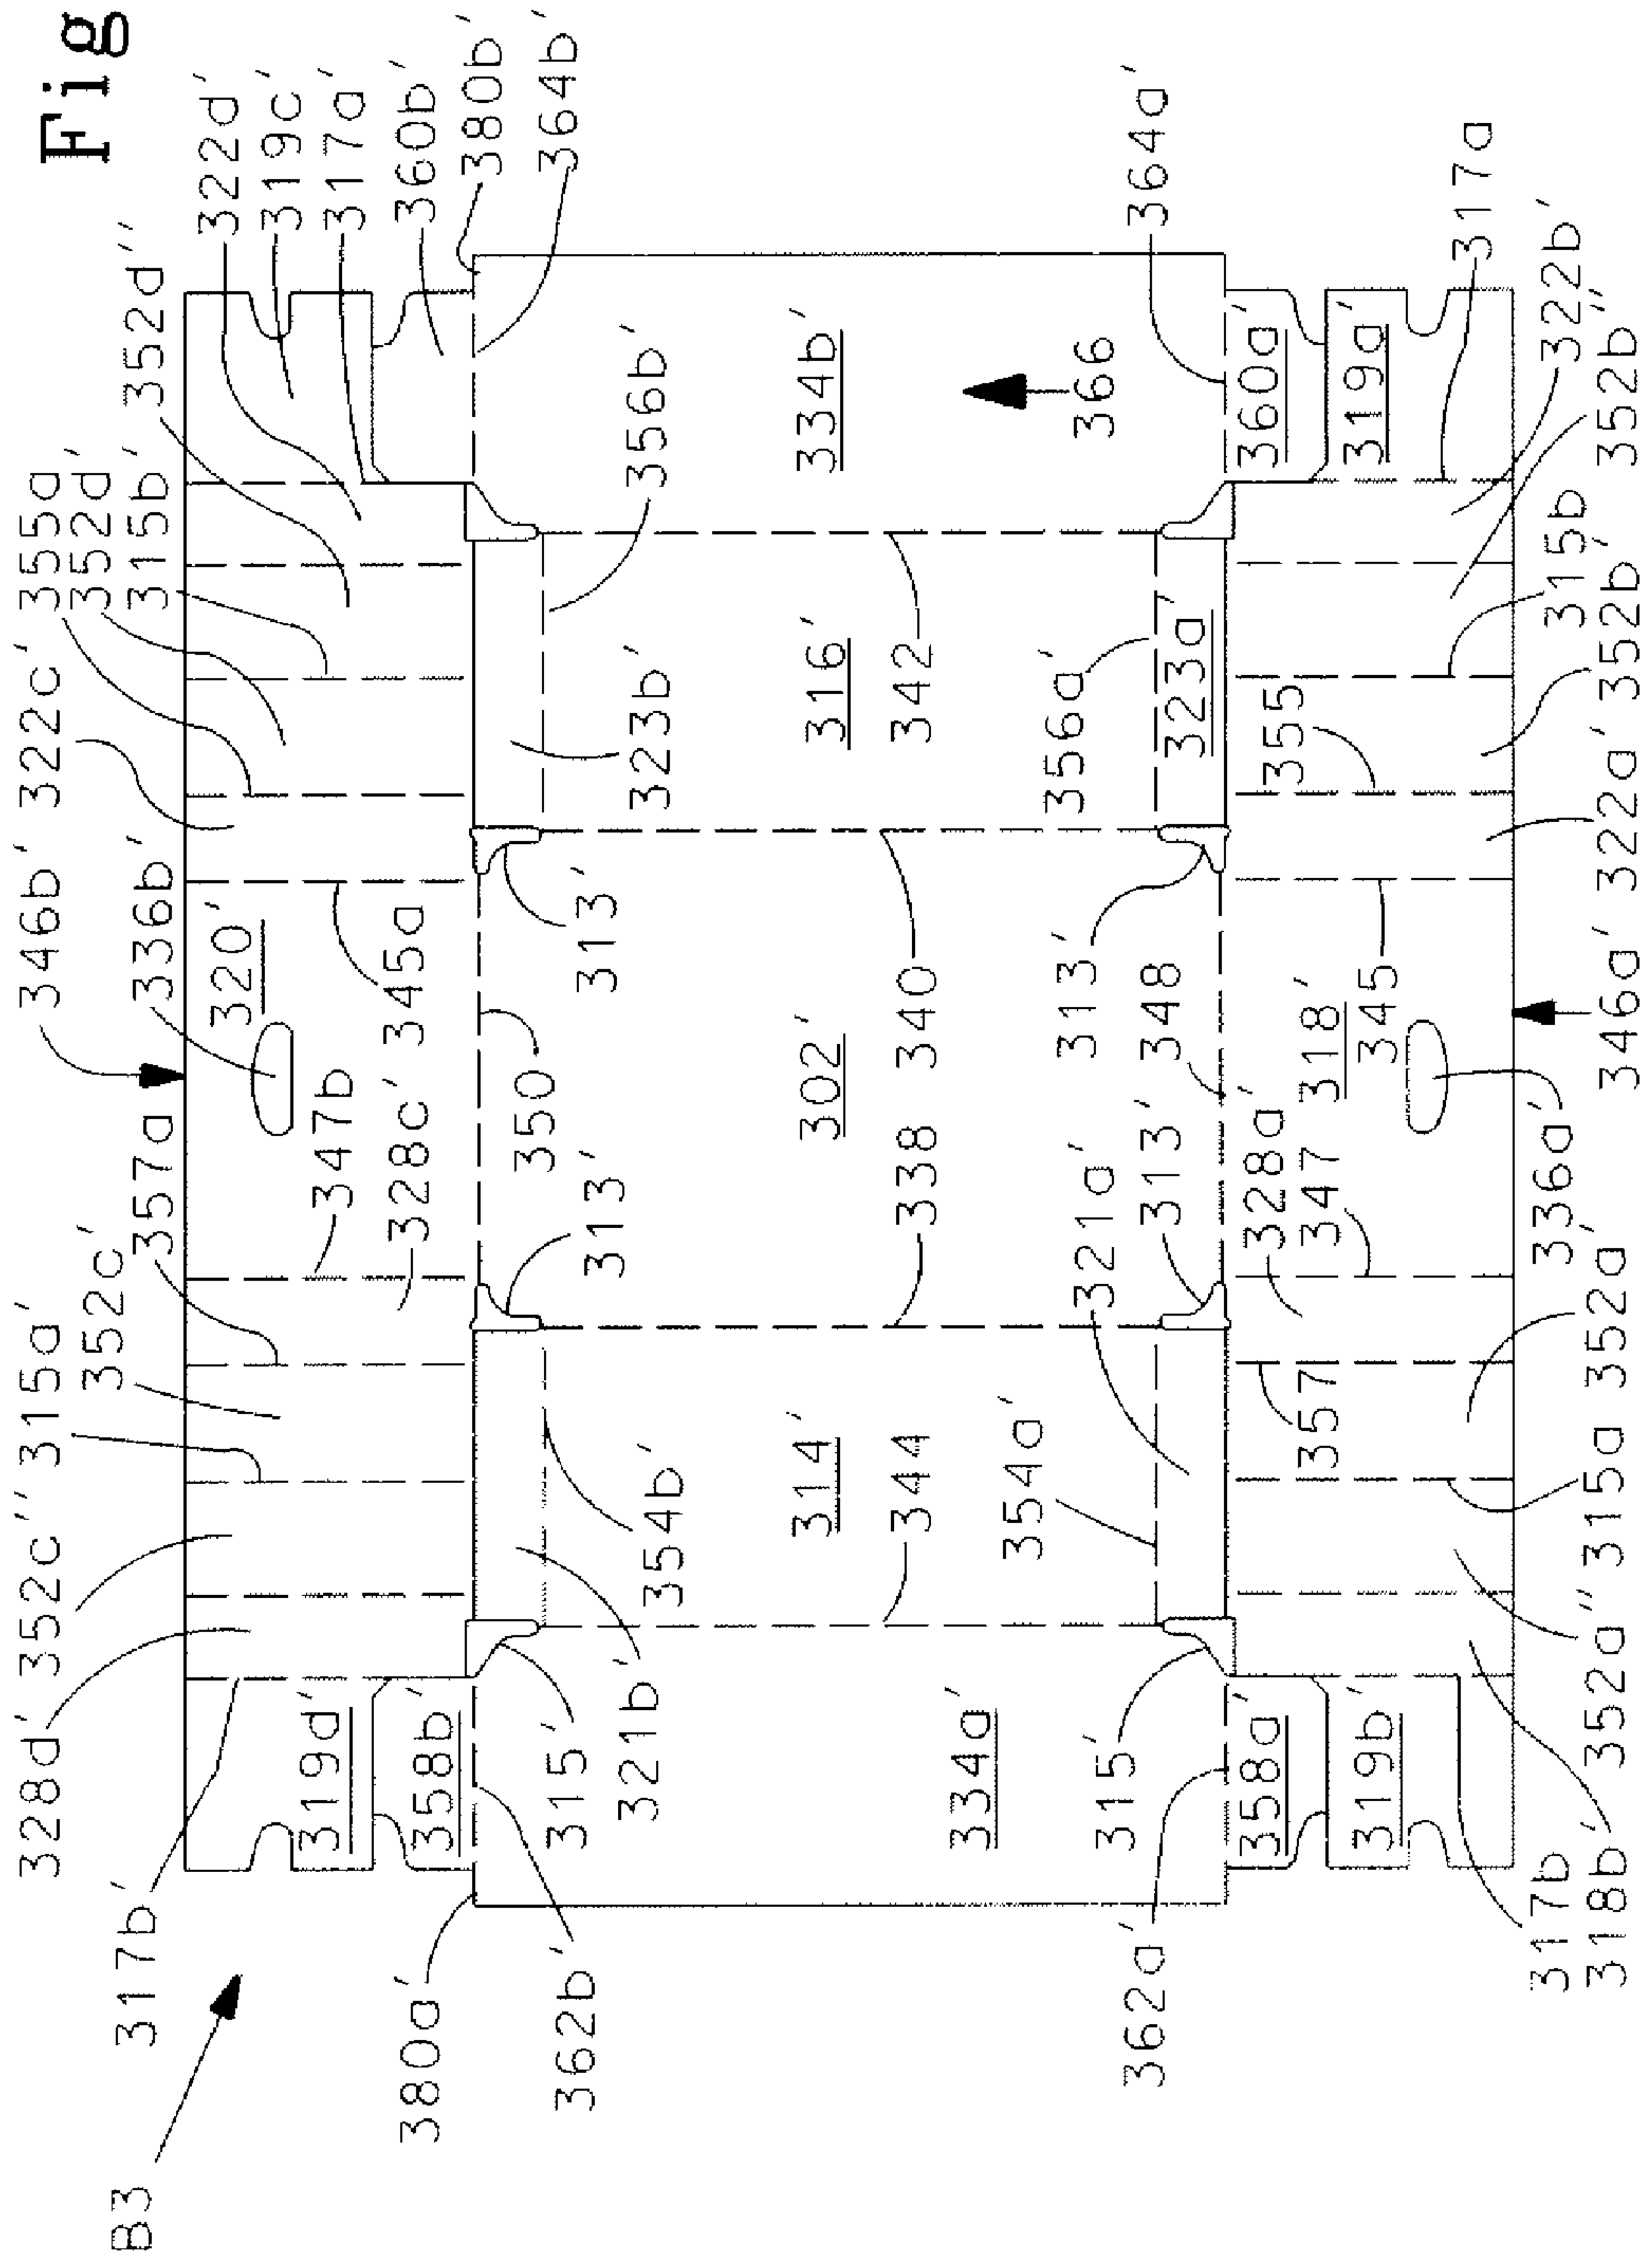 Fig
B3
346b' 322c' 355a
328d' 352c'' 315a'
352c' 352d'
357a 336b' 315b' 352d''
317b' 320' 322d'
319c'
319d' 347b 345a 317a'
328c' 360b'
380a' 358b' 380b'
350
362b' 315' 313' 313' 364b'
321b' 354b' 323b' 356b'
314' 302' 316' 334b'
344 338 340 342
334a' 354a' 356a' 366
321a' 313'
362a' 315' 313' 348 323a' 364a'
358a' 328a' 318' 355 360a'
357 347 345
319b' 319a'
317a
317b 336a' 315b 322b'
318b' 352a'' 315a 352a' 346a' 322a' 352b' 352b''